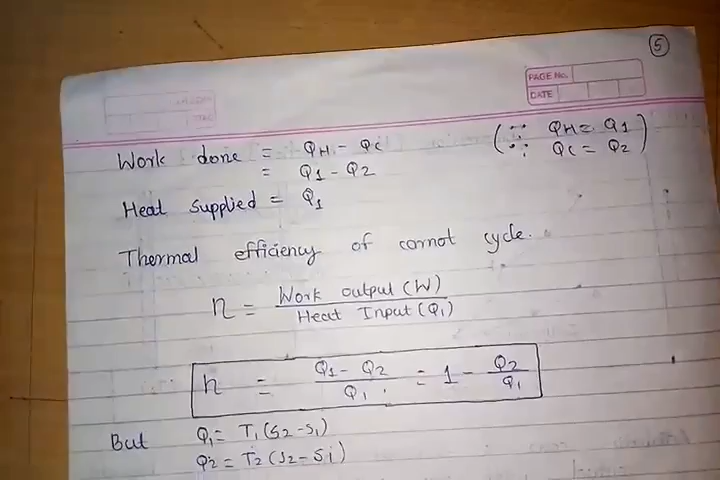 5
PAGE No.
DATE
Work done = QH - QC (∵ QH = Q1
= Q1 - Q2 ∵ QC = Q2)
Heat supplied = Q1
Thermal efficiency of cornot cycle.
n = Work output (W) / Heat Input (Q1)
n = Q1 - Q2 / Q1 = 1 - Q2 / Q1
But Q1 = T1 (S2 - S1)
Q2 = T2 (S2 - S1)